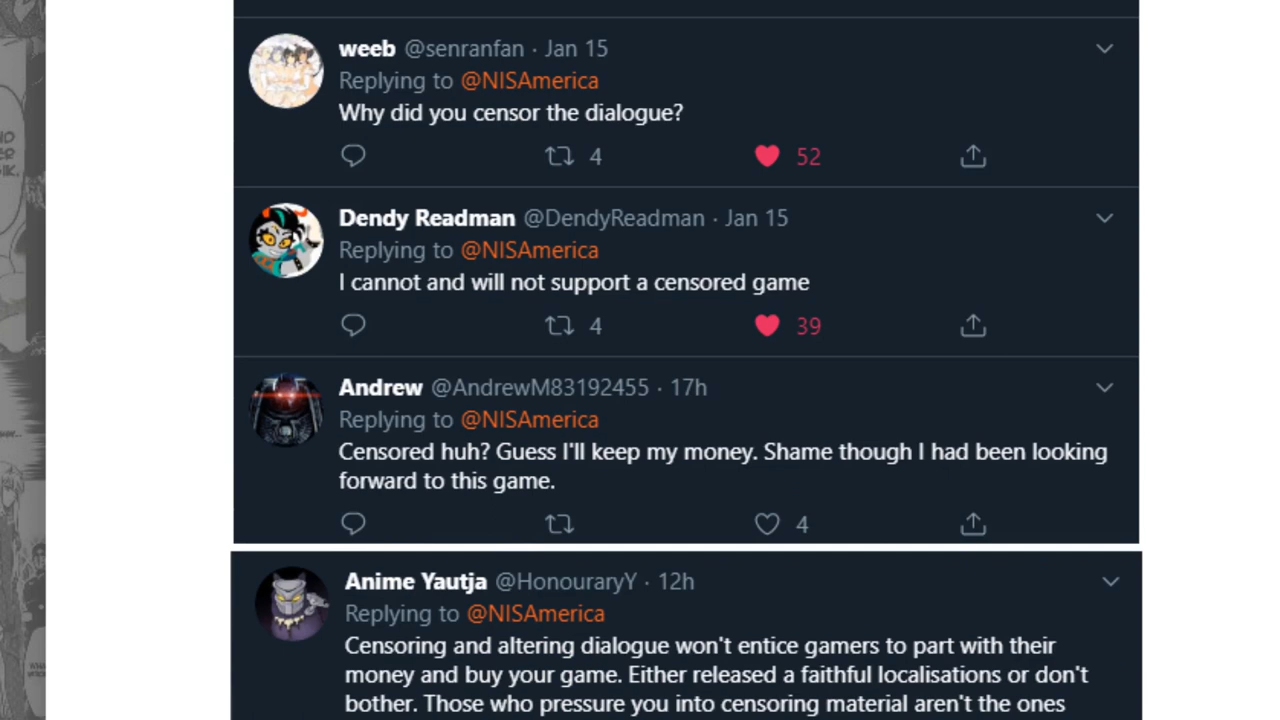 weeb @senranfan · Jan 15
Replying to @NISAmerica
Why did you censor the dialogue?
4 52
Dendy Readman @DendyReadman · Jan 15
Replying to @NISAmerica
I cannot and will not support a censored game
4 39
Andrew @AndrewM83192455 · 17h
Replying to @NISAmerica
Censored huh? Guess I'll keep my money. Shame though I had been looking
forward to this game.
4
Anime Yautja @HonouraryY · 12h
Replying to @NISAmerica
Censoring and altering dialogue won't entice gamers to part with their
money and buy your game. Either released a faithful localisations or don't
bother. Those who pressure you into censoring material aren't the ones